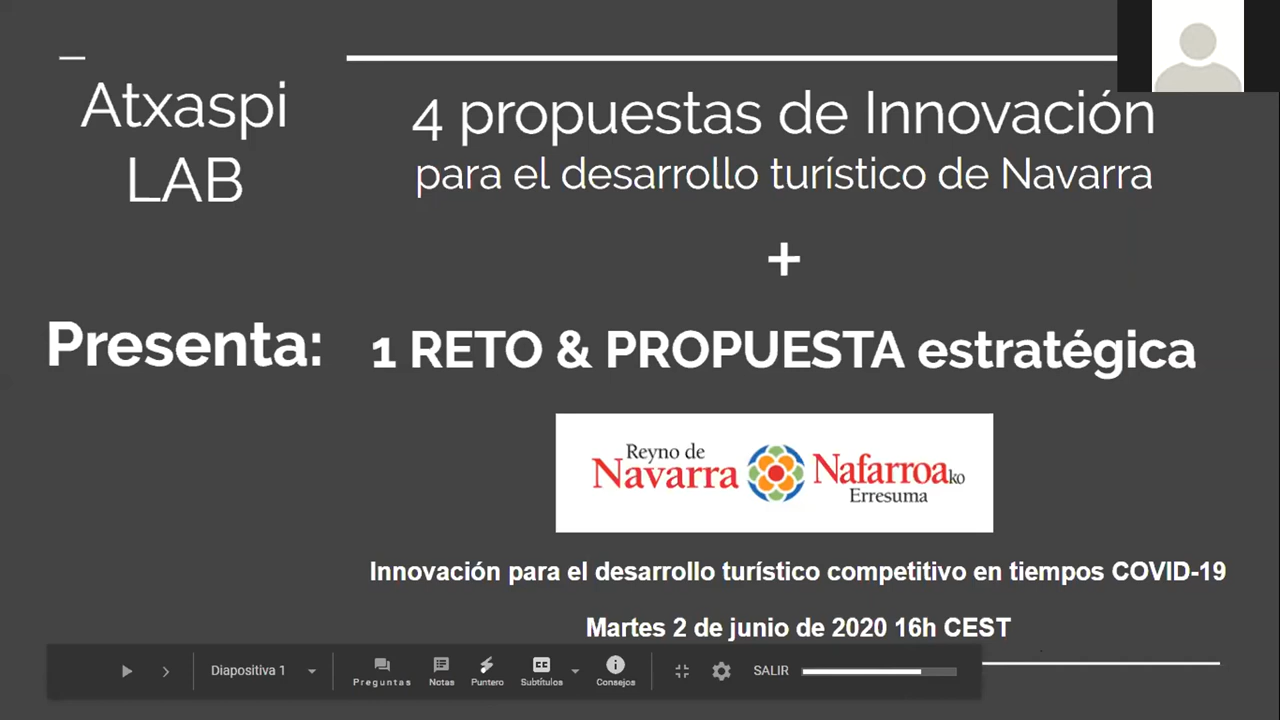 Atxaspi
LAB
4 propuestas de Innovación
para el desarrollo turístico de Navarra
+
Presenta:
1 RETO & PROPUESTA estratégica
Reyno de
Navarra
Nafarroako
Erresuma
Innovación para el desarrollo turístico competitivo en tiempos COVID-19
Martes 2 de junio de 2020 16h CEST
Diapositiva 1
Preguntas
Notas
Puntero
CC
Subtítulos
Consejos
SALIR